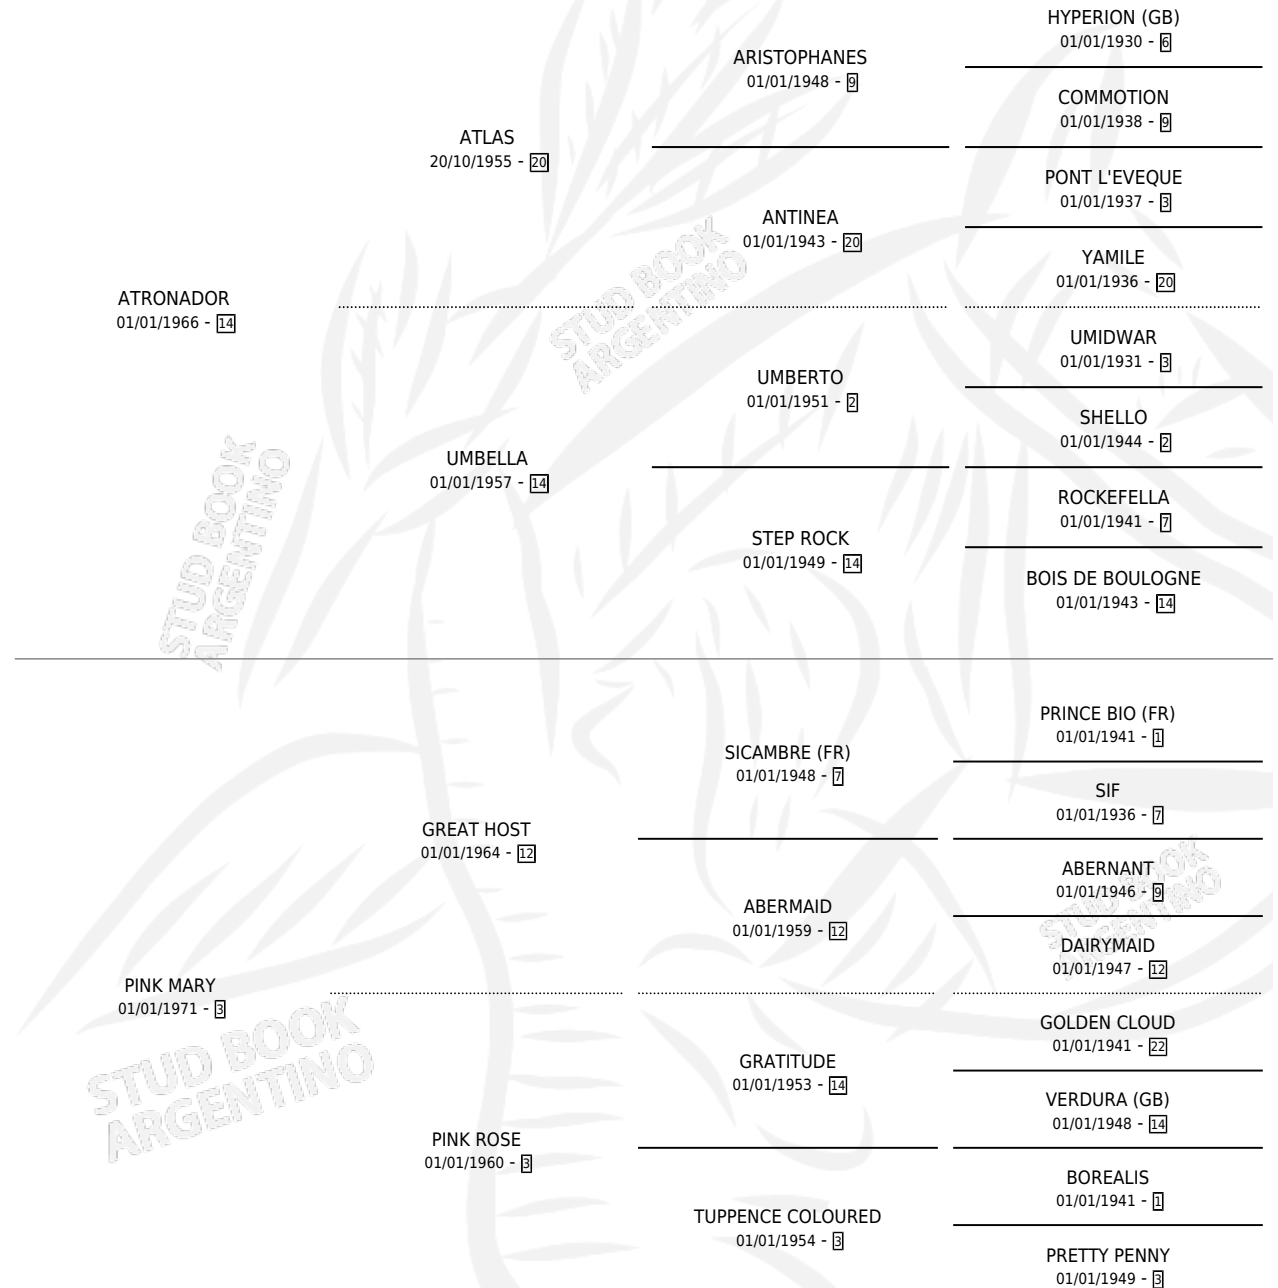 HYPERION (GB)
01/01/1930 - 6
ARISTOPHANES
01/01/1948 - 9
COMMOTION
01/01/1938 - 9
ATLAS
20/10/1955 - 20
PONT L'EVEQUE
01/01/1937 - 3
ANTINEA
01/01/1943 - 20
YAMILE
01/01/1936 - 20
ATRONADOR
01/01/1966 - 14
UMIDWAR
01/01/1931 - 3
UMBERTO
01/01/1951 - 2
SHELLO
01/01/1944 - 2
UMBELLA
01/01/1957 - 14
ROCKEFELLA
01/01/1941 - 7
STEP ROCK
01/01/1949 - 14
BOIS DE BOULOGNE
01/01/1943 - 14
STUD BOOK
ARGENTINO
STUD BOOK
ARGENTINO
PRINCE BIO (FR)
01/01/1941 - 1
SICAMBRE (FR)
01/01/1948 - 7
SIF
01/01/1936 - 7
GREAT HOST
01/01/1964 - 12
ABERNANT
01/01/1946 - 9
ABERMAID
01/01/1959 - 12
DAIRYMAID
01/01/1947 - 12
STUD BOOK
ARGENTINO
PINK MARY
01/01/1971 - 3
GOLDEN CLOUD
01/01/1941 - 22
GRATITUDE
01/01/1953 - 14
VERDURA (GB)
01/01/1948 - 14
STUD BOOK
ARGENTINO
PINK ROSE
01/01/1960 - 3
BOREALIS
01/01/1941 - 1
TUPPENCE COLOURED
01/01/1954 - 3
PRETTY PENNY
01/01/1949 - 3